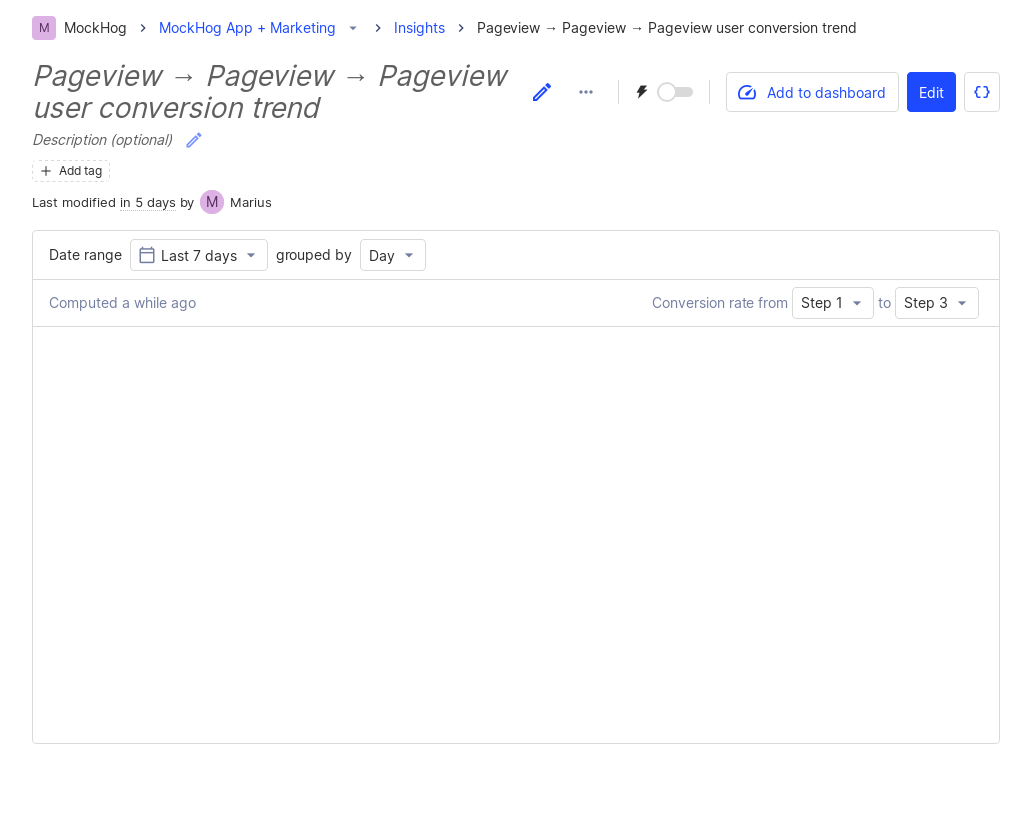 M MockHog > MockHog App + Marketing > Insights > Pageview → Pageview → Pageview user conversion trend
Pageview → Pageview → Pageview
user conversion trend
Add to dashboard Edit
Description (optional)
+ Add tag
Last modified in 5 days by M Marius
Date range Last 7 days grouped by Day
Computed a while ago Conversion rate from Step 1 to Step 3